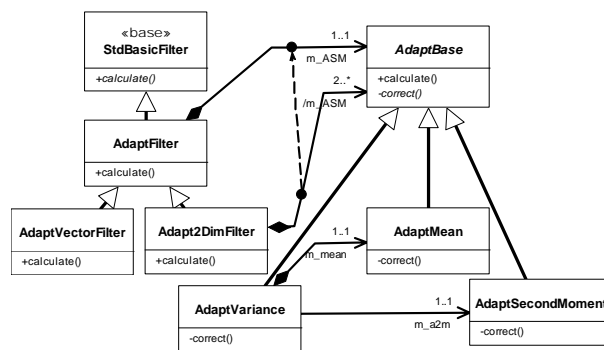 «base»
StdBasicFilter
+calculate()
1..1
m_ASM
2..*
/m_ASM
AdaptBase
+calculate()
-correct()
AdaptFilter
+calculate()
AdaptVectorFilter
+calculate()
Adapt2DimFilter
+calculate()
1..1
m_mean
AdaptMean
-correct()
AdaptVariance
-correct()
1..1
m_a2m
AdaptSecondMoment
-correct()